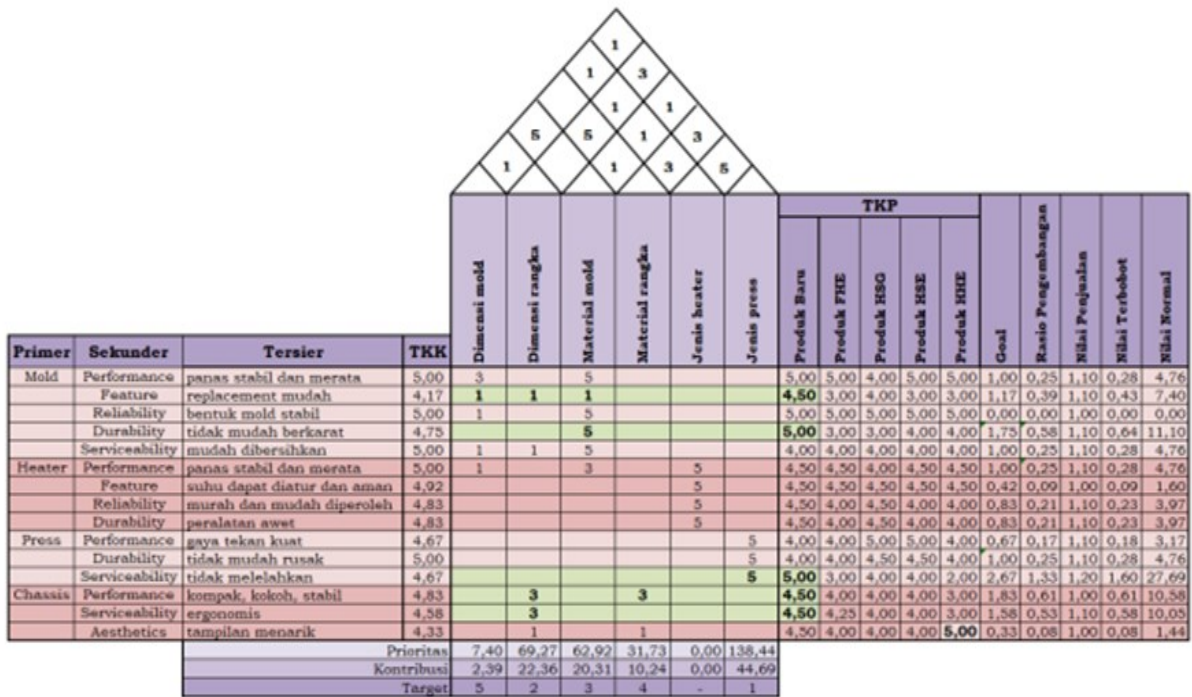 1
1 3
1 1
5 5 1 3
1 1 3 5
TKP
Dimensi mold Dimensi rangka Material mold Material rangka Jenis heater Jenis press Produk Baru Produk FHE Produk HSG Produk HSE Produk HHE Goal Rasio Pengembangan Nilai Penjualan Nilai Terbobot Nilai Normal
Primer Sekunder Tersier TKK
Mold Performance panas stabil dan merata 5,00 3 5 5,00 5,00 4,00 5,00 5,00 1,00 0,25 1,10 0,28 4,76
Feature replacement mudah 4,17 1 1 1 4,50 3,00 4,00 3,00 3,00 1,17 0,39 1,10 0,43 7,40
Reliability bentuk mold stabil 5,00 1 5 5,00 5,00 5,00 5,00 5,00 0,00 0,00 1,00 0,00 0,00
Durability tidak mudah berkarat 4,75 5 5,00 3,00 3,00 4,00 4,00 1,75 0,58 1,10 0,64 11,10
Serviceability mudah dibersihkan 5,00 1 1 5 4,00 4,00 4,00 4,00 4,00 1,00 0,25 1,10 0,28 4,76
Heater Performance panas stabil dan merata 5,00 1 3 5 4,50 4,50 4,00 4,50 4,50 1,00 0,25 1,10 0,28 4,76
Feature suhu dapat diatur dan aman 4,92 5 4,50 4,50 4,50 4,50 4,50 0,42 0,09 1,00 0,09 1,60
Reliability murah dan mudah diperoleh 4,83 5 4,50 4,00 4,50 4,00 4,00 0,83 0,21 1,10 0,23 3,97
Durability peralatan awet 4,83 5 4,50 4,00 4,50 4,00 4,00 0,83 0,21 1,10 0,23 3,97
Press Performance gaya tekan kuat 4,67 5 4,00 4,00 5,00 5,00 4,00 0,67 0,17 1,10 0,18 3,17
Durability tidak mudah rusak 5,00 5 4,00 4,00 4,50 4,50 4,00 1,00 0,25 1,10 0,28 4,76
Serviceability tidak melelahkan 4,67 5 5,00 3,00 4,00 4,00 2,00 2,67 1,33 1,20 1,60 27,69
Chassis Performance kompak, kokoh, stabil 4,83 3 3 4,50 4,00 4,00 4,00 3,00 1,83 0,61 1,00 0,61 10,58
Serviceability ergonomis 4,58 3 4,50 4,25 4,00 4,00 3,00 1,58 0,53 1,10 0,58 10,05
Aesthetics tampilan menarik 4,33 1 1 4,50 4,00 4,00 4,00 5,00 0,33 0,08 1,00 0,08 1,44
Prioritas 7,40 69,27 62,92 31,73 0,00 138,44
Kontribusi 2,39 22,36 20,31 10,24 0,00 44,69
Target 5 2 3 4 - 1